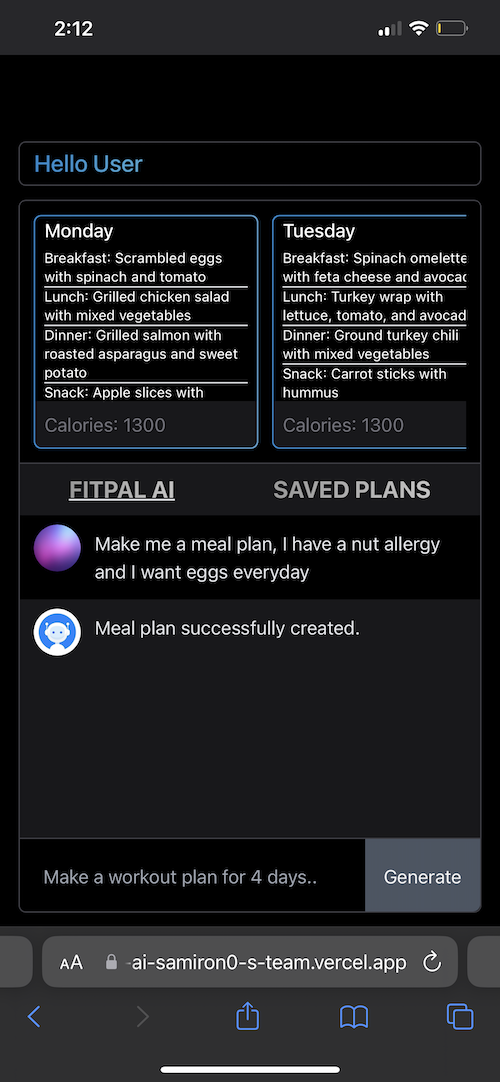 2:12
Hello User
Monday
Breakfast: Scrambled eggs
with spinach and tomato
Lunch: Grilled chicken salad
with mixed vegetables
Dinner: Grilled salmon with
roasted asparagus and sweet
potato
Snack: Apple slices with
Calories: 1300
Tuesday
Breakfast: Spinach omelette
with feta cheese and avocad
Lunch: Turkey wrap with
lettuce, tomato, and avocad
Dinner: Ground turkey chili
with mixed vegetables
Snack: Carrot sticks with
hummus
Calories: 1300
FITPAL AI
SAVED PLANS
Make me a meal plan, I have a nut allergy
and I want eggs everyday
Meal plan successfully created.
Make a workout plan for 4 days..
Generate
AA
-ai-samiron0-s-team.vercel.app